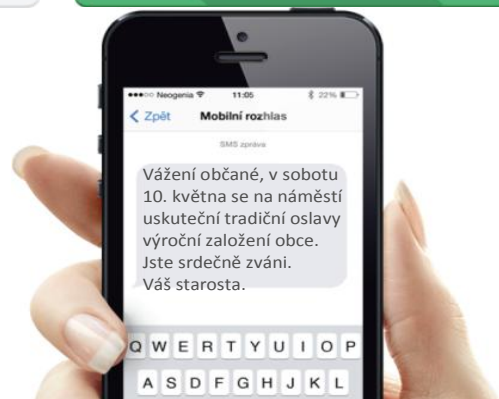 Neogenia 11:05 22%
Zpět Mobilní rozhlas
SMS zpráva
Vážení občané, v sobotu
10. května se na náměstí
uskuteční tradiční oslavy
výroční založení obce.
Jste srdečně zváni.
Váš starosta.
Q W E R T Y U I O P
A S D F G H J K L